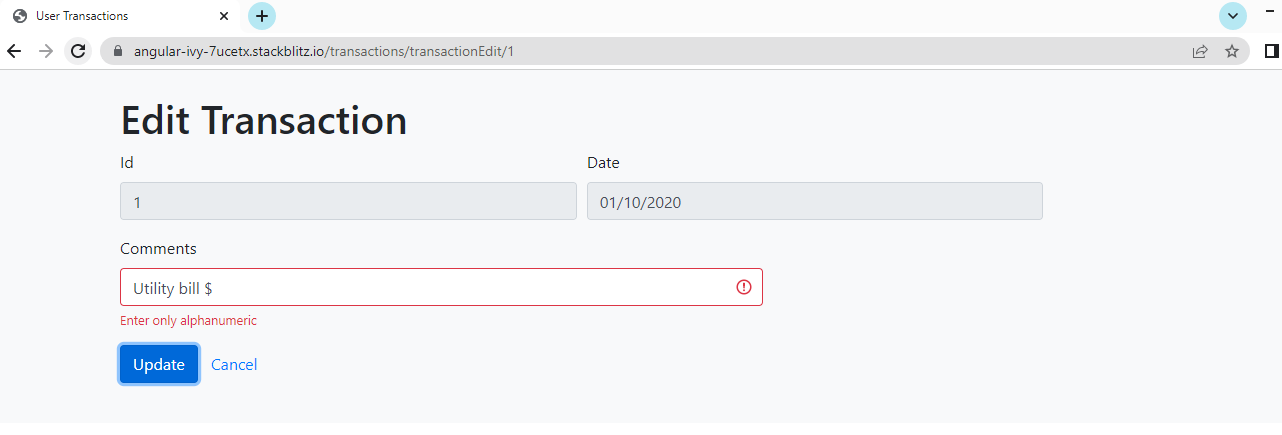 User Transactions
angular-ivy-7ucetx.stackblitz.io/transactions/transactionEdit/1
Edit Transaction
Id Date
1 01/10/2020
Comments
Utility bill $
Enter only alphanumeric
Update Cancel